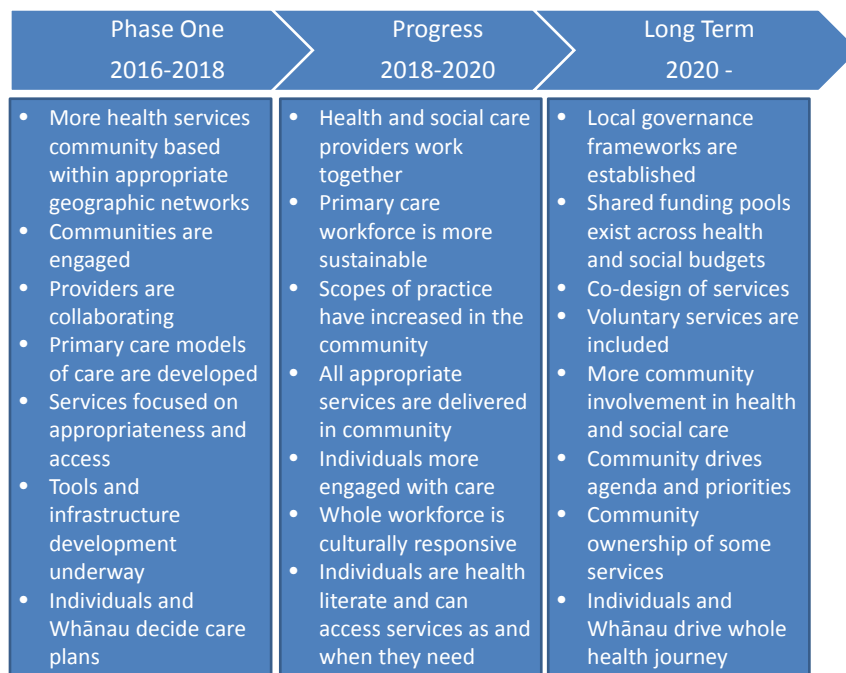 Phase One
2016-2018
Progress
2018-2020
Long Term
2020 -
• More health services
community based
within appropriate
geographic networks
• Communities are
engaged
• Providers are
collaborating
• Primary care models
of care are developed
• Services focused on
appropriateness and
access
• Tools and
infrastructure
development
underway
• Individuals and
Whānau decide care
plans
• Health and social care
providers work
together
• Primary care
workforce is more
sustainable
• Scopes of practice
have increased in the
community
• All appropriate
services are delivered
in community
• Individuals more
engaged with care
• Whole workforce is
culturally responsive
• Individuals are health
literate and can
access services as and
when they need
• Local governance
frameworks are
established
• Shared funding pools
exist across health
and social budgets
• Co-design of services
• Voluntary services are
included
• More community
involvement in health
and social care
• Community drives
agenda and priorities
• Community
ownership of some
services
• Individuals and
Whānau drive whole
health journey